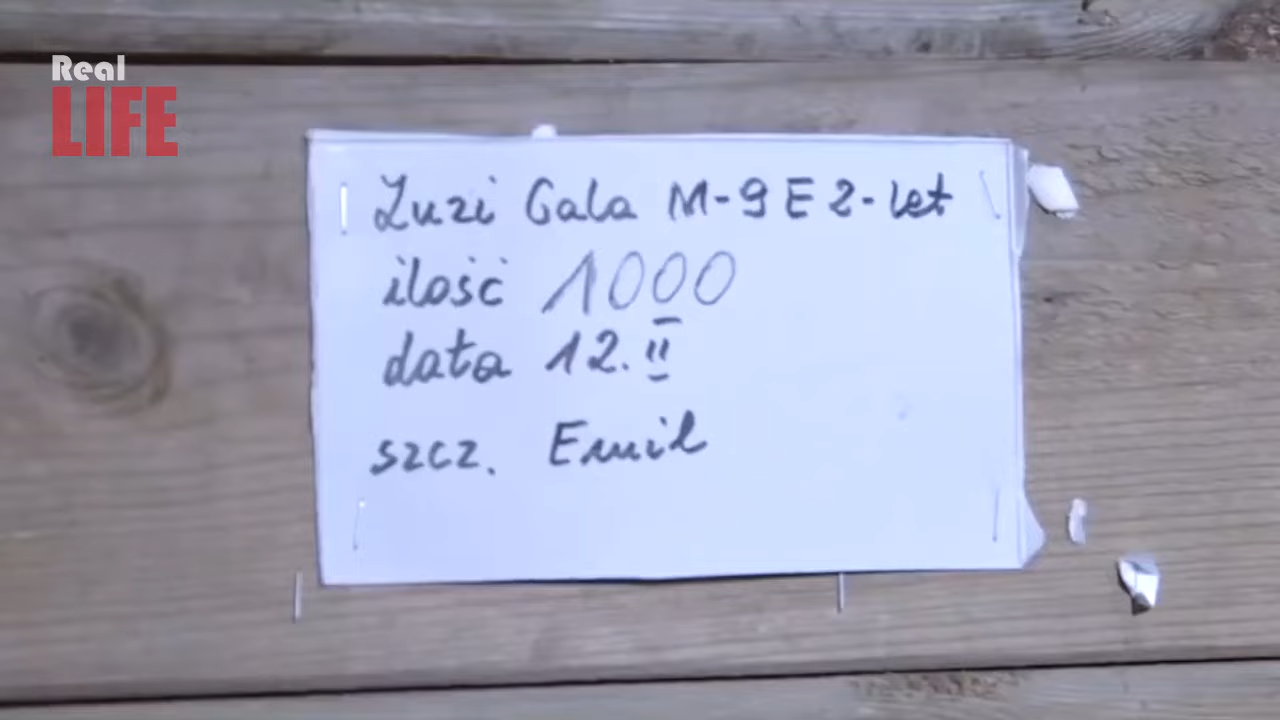 Real
LIFE
Luzi Gala M-9 E 2-let
ilość 1000
data 12. II
szcz. Emil